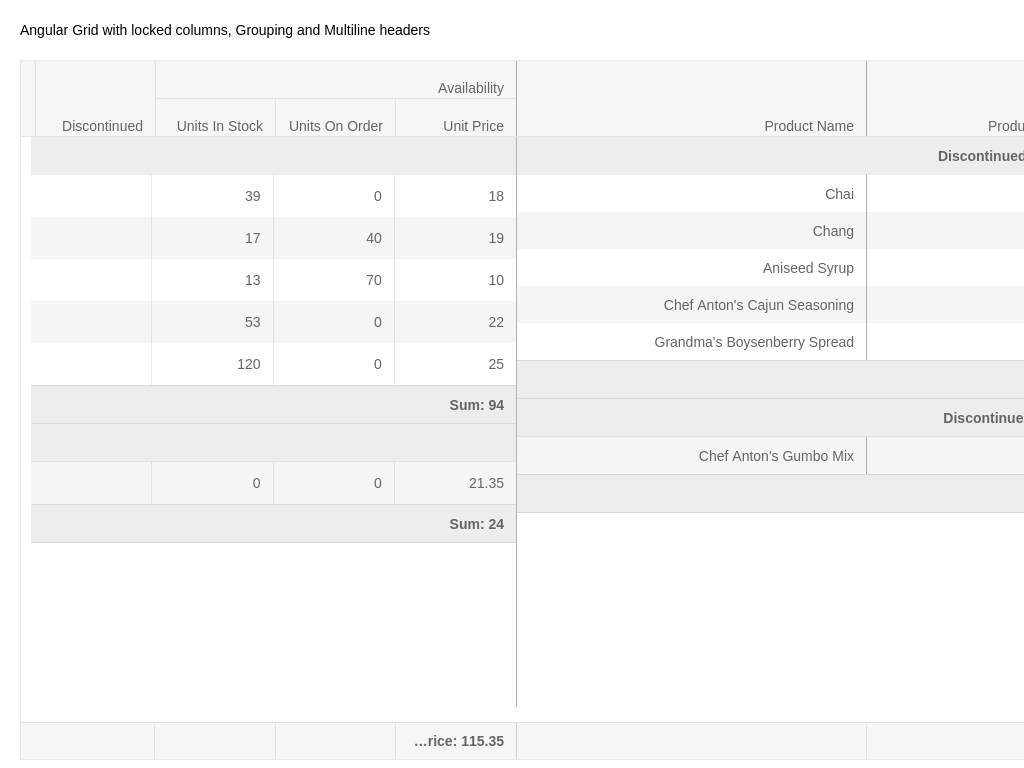 Angular Grid with locked columns, Grouping and Multiline headers
Availability
Discontinued Units In Stock Units On Order Unit Price Product Name Produ
Discontinued
39 0 18 Chai
17 40 19 Chang
13 70 10 Aniseed Syrup
53 0 22 Chef Anton's Cajun Seasoning
120 0 25 Grandma's Boysenberry Spread
Sum: 94
Discontinue
0 0 21.35 Chef Anton's Gumbo Mix
Sum: 24
...rice: 115.35